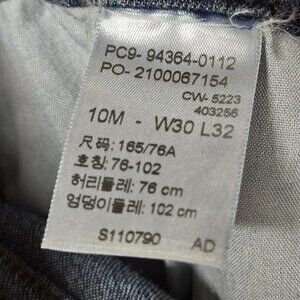 PC9- 94364-0112
PO- 2100067154
CW- 5223
403256
10M - W30 L32
尺码: 165/76A
호칭: 76-102
허리둘레: 76 cm
엉덩이둘레: 102 cm
S110790 AD